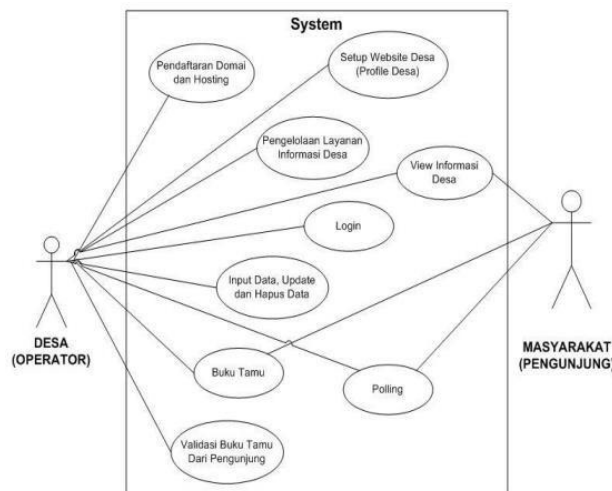 System
Pendaftaran Domai
dan Hosting
Setup Website Desa
(Profile Desa)
Pengelolaan Layanan
Informasi Desa
View Informasi
Desa
Login
Input Data, Update
dan Hapus Data
DESA
(OPERATOR)
MASYARAKAT
(PENGUNJUNG)
Buku Tamu
Polling
Validasi Buku Tamu
Dari Pengunjung